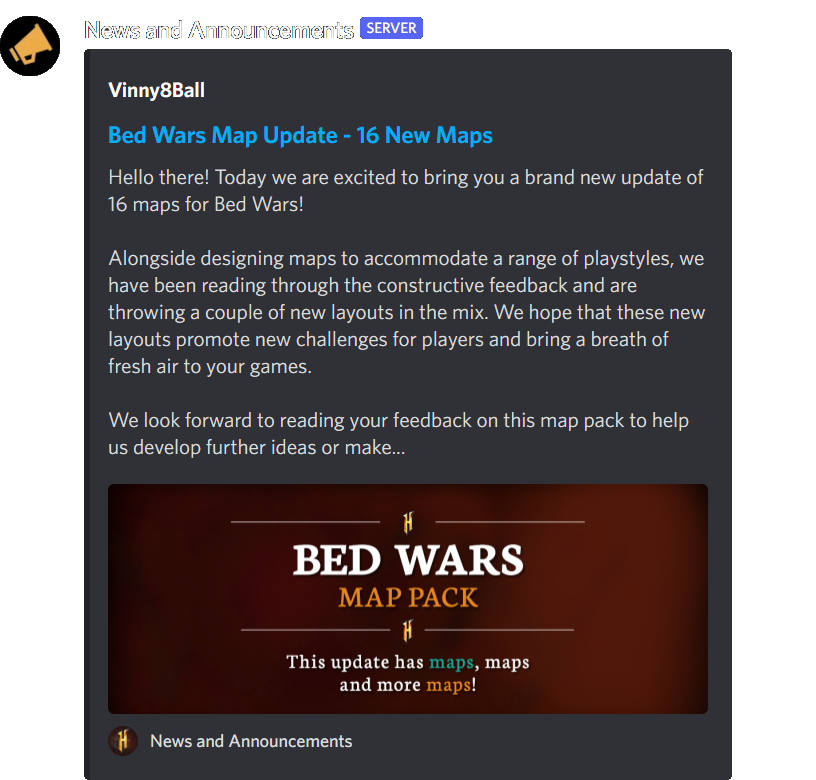 News and Announcements SERVER
Vinny8Ball
Bed Wars Map Update - 16 New Maps
Hello there! Today we are excited to bring you a brand new update of
16 maps for Bed Wars!
Alongside designing maps to accommodate a range of playstyles, we
have been reading through the constructive feedback and are
throwing a couple of new layouts in the mix. We hope that these new
layouts promote new challenges for players and bring a breath of
fresh air to your games.
We look forward to reading your feedback on this map pack to help
us develop further ideas or make...
H
BED WARS
MAP PACK
H
This update has maps, maps
and more maps!
H News and Announcements